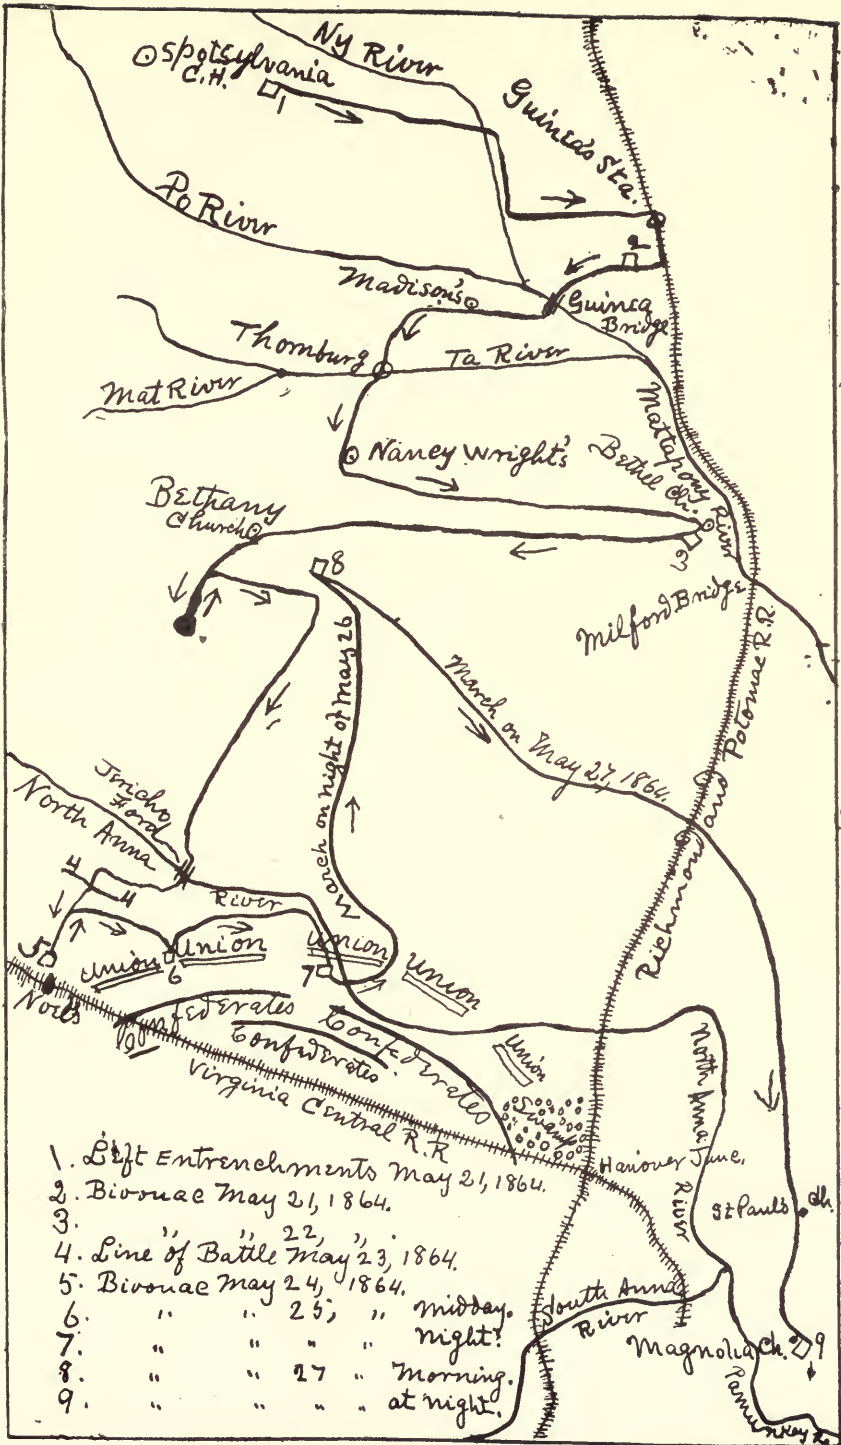 Ny River
Spotsylvania
C.H.
1
Guinea's Sta.
Po River
2
Madison's
Guinea
Bridge
Thornburg
Ta River
Mat River
Mattapony River
Nancy Wright's
Bethel Ch.
Bethany
Church
3
8
Milford Bridge
March on night of May 26
March on May 27, 1864.
Richmond and Potomac R.R.
Jericho
Ford
North Anna
River
4
4
5
Union
6
Union
7
Union
Union
Noels
Confederates
Confederates
Confederates
Union
Swamp
Virginia Central R.R
North Anna
River
Hanover Junc.
St Paul's Ch.
1. Left Entrenchments May 21, 1864.
2. Bivouac May 21, 1864.
3. " " 22, " .
4. Line of Battle May 23, 1864.
5. Bivouac May 24, 1864.
6. " " 25, " midday.
7. " " " " night.
8. " " 27 " Morning.
9. " " " " at night.
South Anna
River
Magnolia Ch.
9
Pamunkey R.